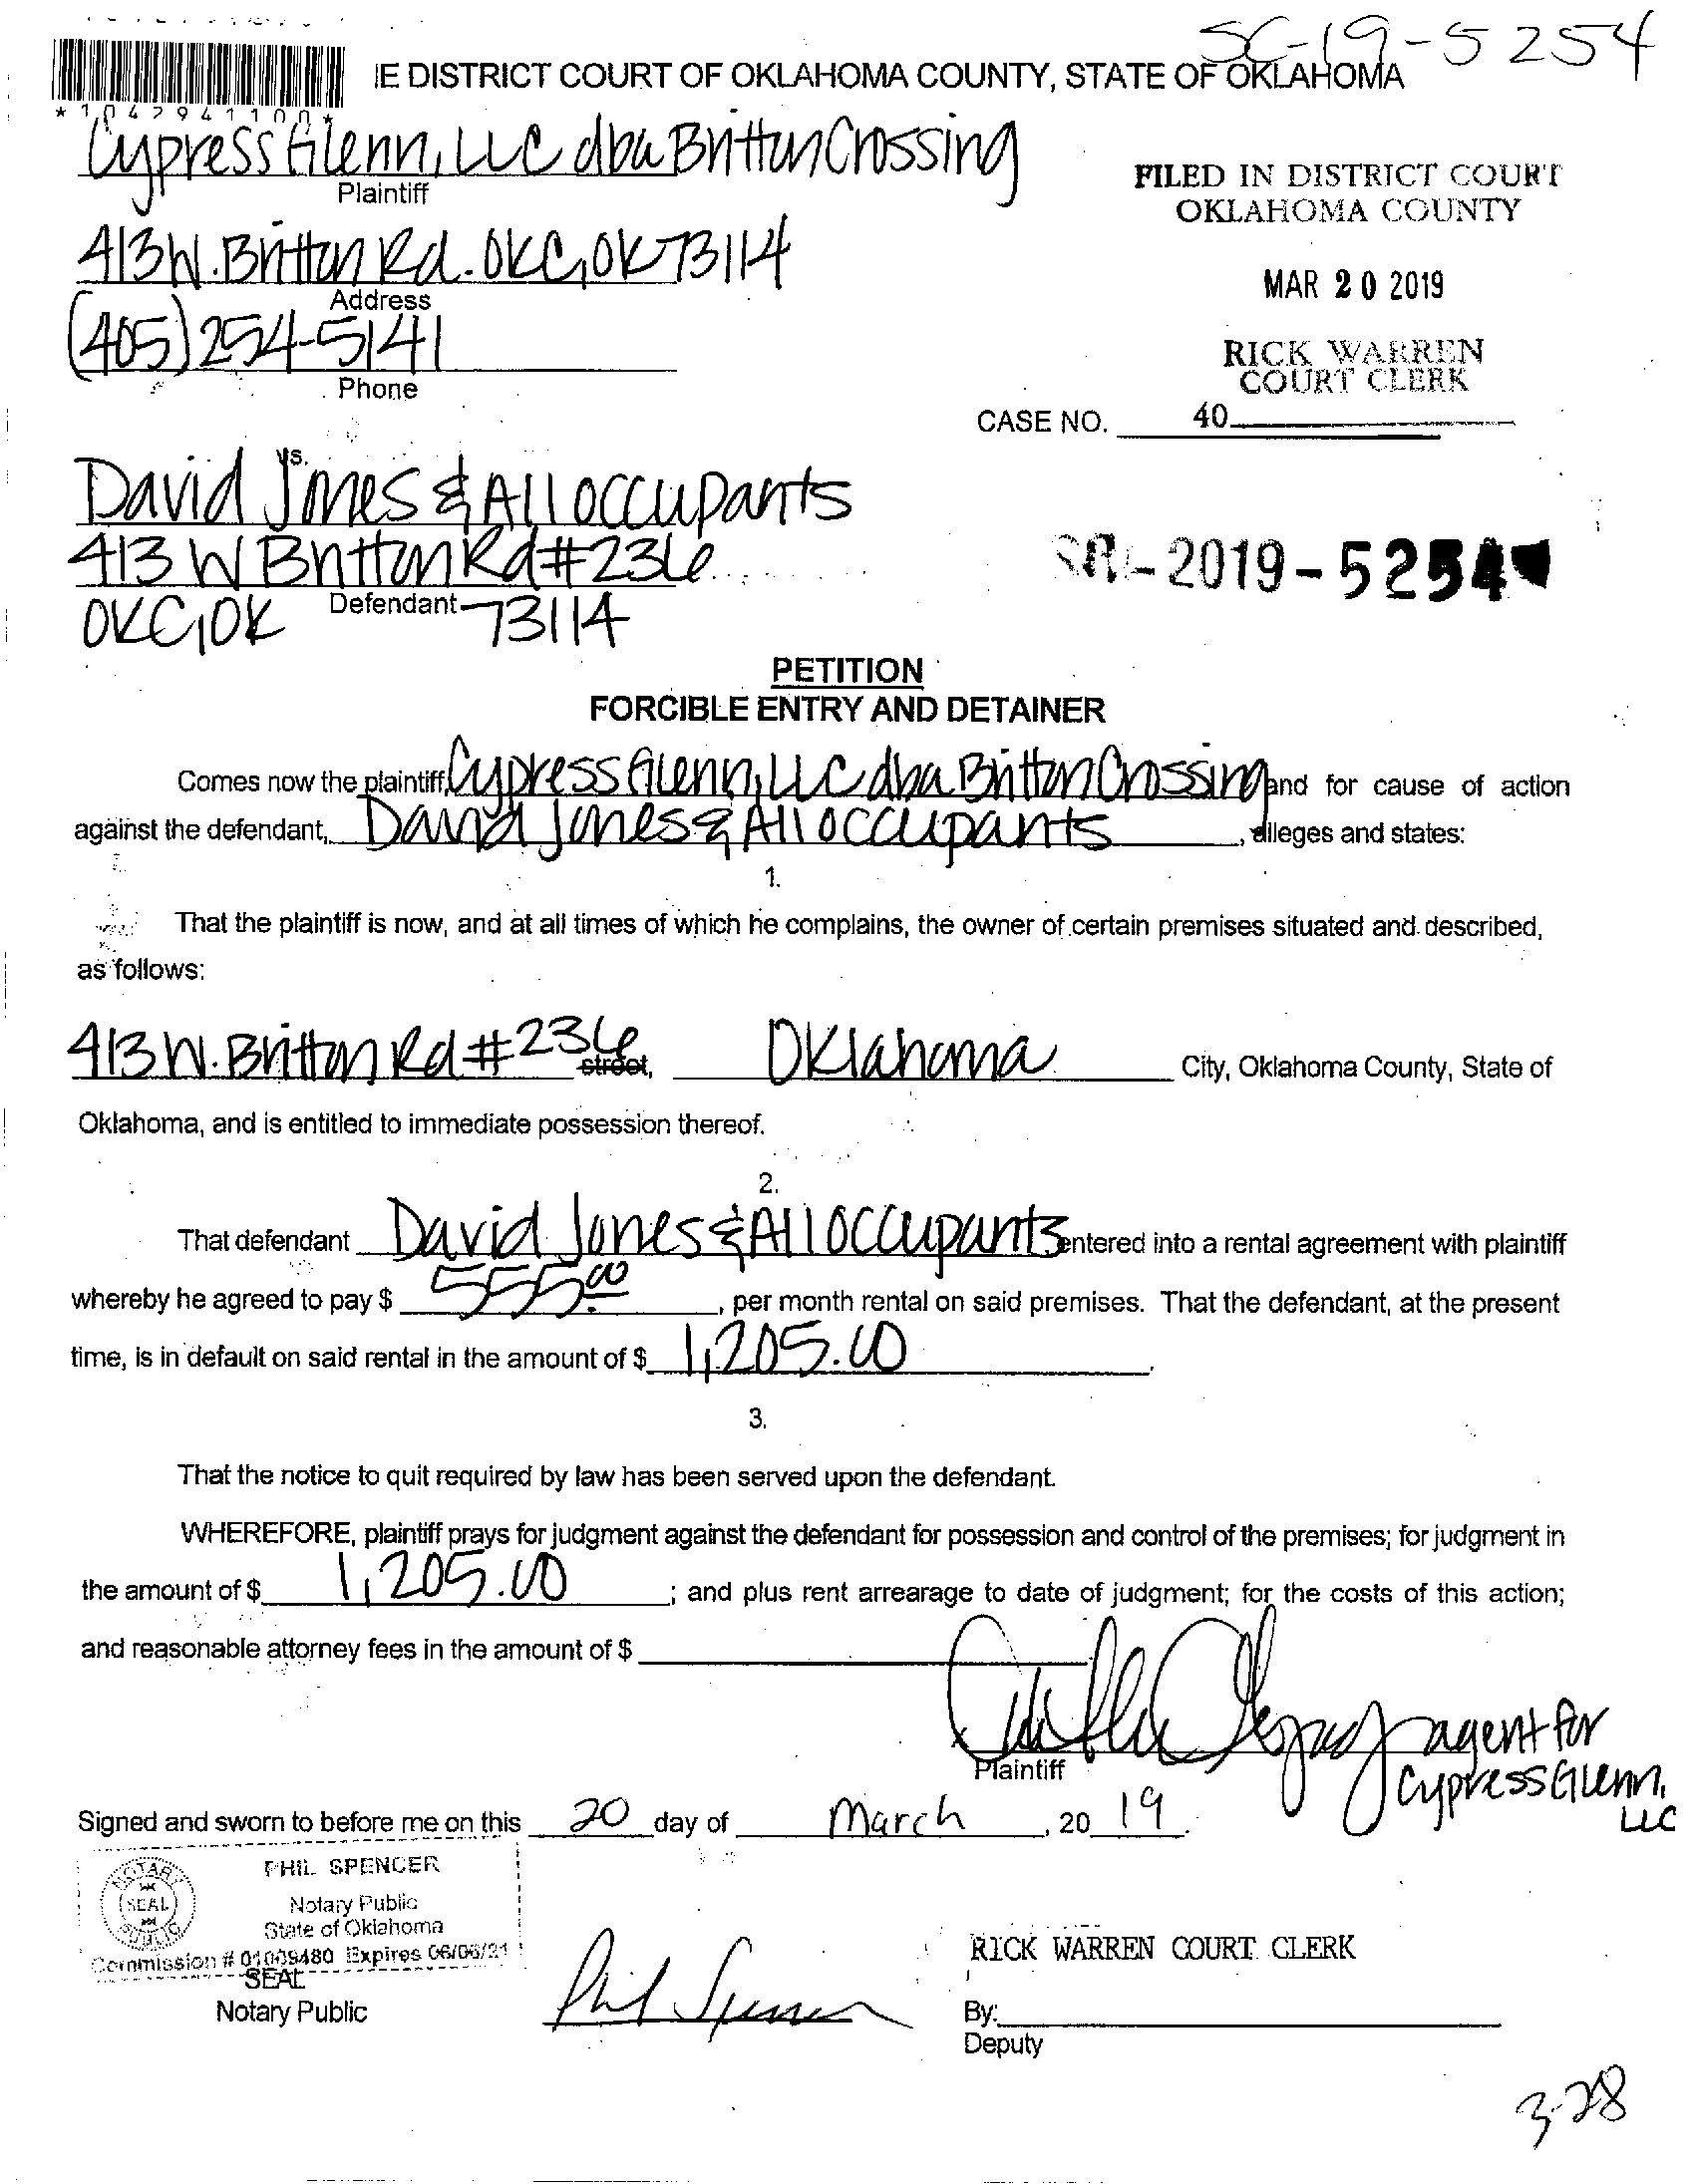 SC-19-5254
IE DISTRICT COURT OF OKLAHOMA COUNTY, STATE OF OKLAHOMA
*1042941100*
Cypress Glenn, LLC dba Britton Crossing
Plaintiff
FILED IN DISTRICT COURT
OKLAHOMA COUNTY
413 W. Britton Rd. OKC, OK 73114
Address
MAR 20 2019
(405) 254-5141
Phone
RICK WARREN
COURT CLERK
CASE NO.
40
vs.
David Jones & All occupants
413 W Britton Rd #236
Defendant
OKC, OK 73114
-2019-5254
PETITION
FORCIBLE ENTRY AND DETAINER
Comes now the plaintiff, Cypress Glenn, LLC dba Britton Crossing and for cause of action
against the defendant, David Jones & All occupants, alleges and states:
1.
That the plaintiff is now, and at all times of which he complains, the owner of certain premises situated and described,
as follows:
413 W. Britton Rd #236 street, Oklahoma City, Oklahoma County, State of
Oklahoma, and is entitled to immediate possession thereof.
2.
That defendant David Jones & All occupants entered into a rental agreement with plaintiff
whereby he agreed to pay $ 555.00, per month rental on said premises. That the defendant, at the present
time, is in default on said rental in the amount of $ 1,205.00.
3.
That the notice to quit required by law has been served upon the defendant.
WHEREFORE, plaintiff prays for judgment against the defendant for possession and control of the premises; for judgment in
the amount of $ 1,205.00; and plus rent arrearage to date of judgment; for the costs of this action;
and reasonable attorney fees in the amount of $
agent for
Plaintiff
Cypress Glenn,
LLC
Signed and sworn to before me on this 20 day of March, 20 19.
PHIL SPENCER
Notary Public
State of Oklahoma
Commission # 01009480 Expires 06/06/21
NOTARY
SEAL
PUBLIC
SEAL
Notary Public
Phil Spencer
RICK WARREN COURT CLERK
By:
Deputy
3-28